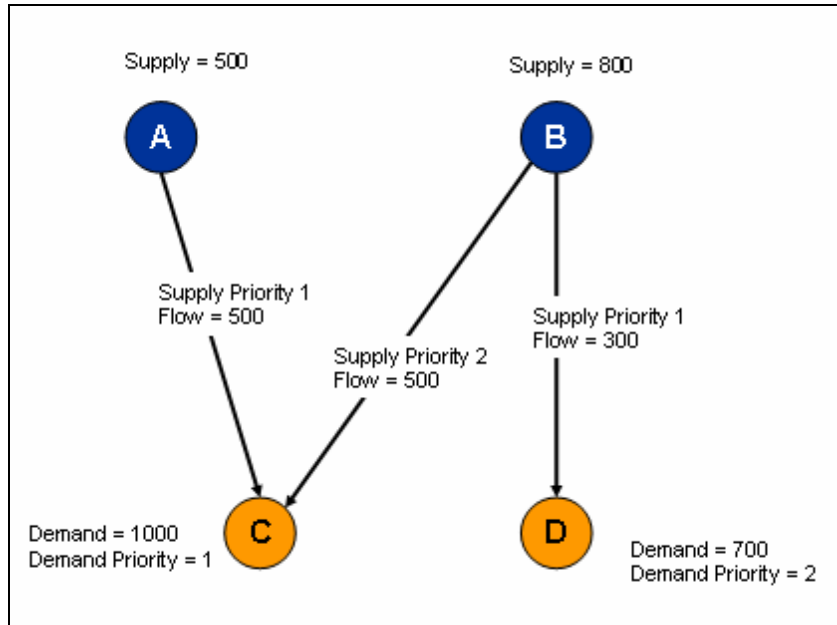 Supply = 500
Supply = 800
A
B
Supply Priority 1
Flow = 500
Supply Priority 2
Flow = 500
Supply Priority 1
Flow = 300
Demand = 1000
Demand Priority = 1
C
D
Demand = 700
Demand Priority = 2